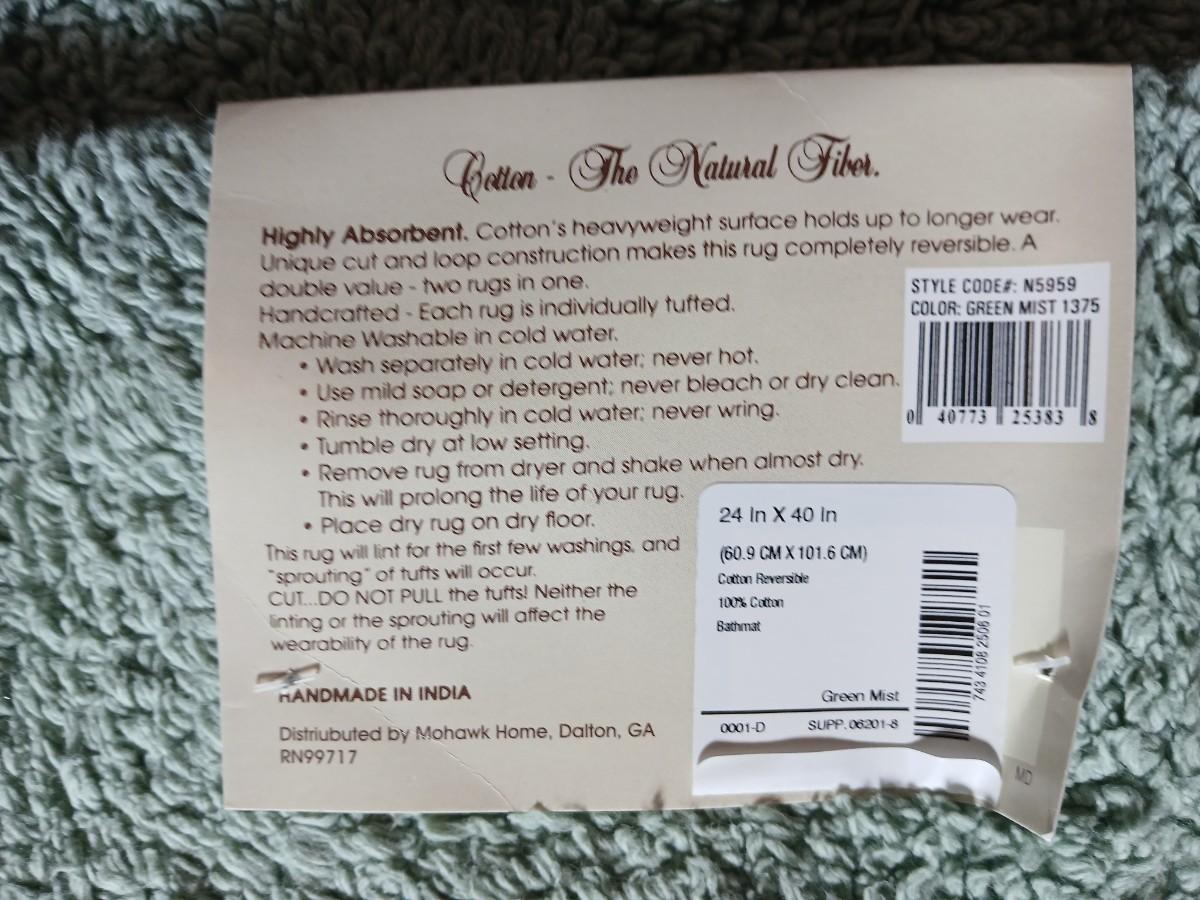 Cotton - The Natural Fiber.
Highly Absorbent. Cotton's heavyweight surface holds up to longer wear.
Unique cut and loop construction makes this rug completely reversible. A
double value - two rugs in one.
Handcrafted - Each rug is individually tufted.
Machine Washable in cold water.
• Wash separately in cold water; never hot.
• Use mild soap or detergent; never bleach or dry clean.
• Rinse thoroughly in cold water; never wring.
• Tumble dry at low setting.
• Remove rug from dryer and shake when almost dry.
This will prolong the life of your rug.
• Place dry rug on dry floor.
This rug will lint for the first few washings, and
"sprouting" of tufts will occur.
CUT...DO NOT PULL the tufts! Neither the
linting or the sprouting will affect the
wearability of the rug.
HANDMADE IN INDIA
Distriubuted by Mohawk Home, Dalton, GA
RN99717
STYLE CODE#: N5959
COLOR: GREEN MIST 1375
0 40773 25383 8
24 In X 40 In
(60.9 CM X 101.6 CM)
Cotton Reversible
100% Cotton
Bathmat
Green Mist
0001-D SUPP. 06201-8
743 4108 2506 01
MD